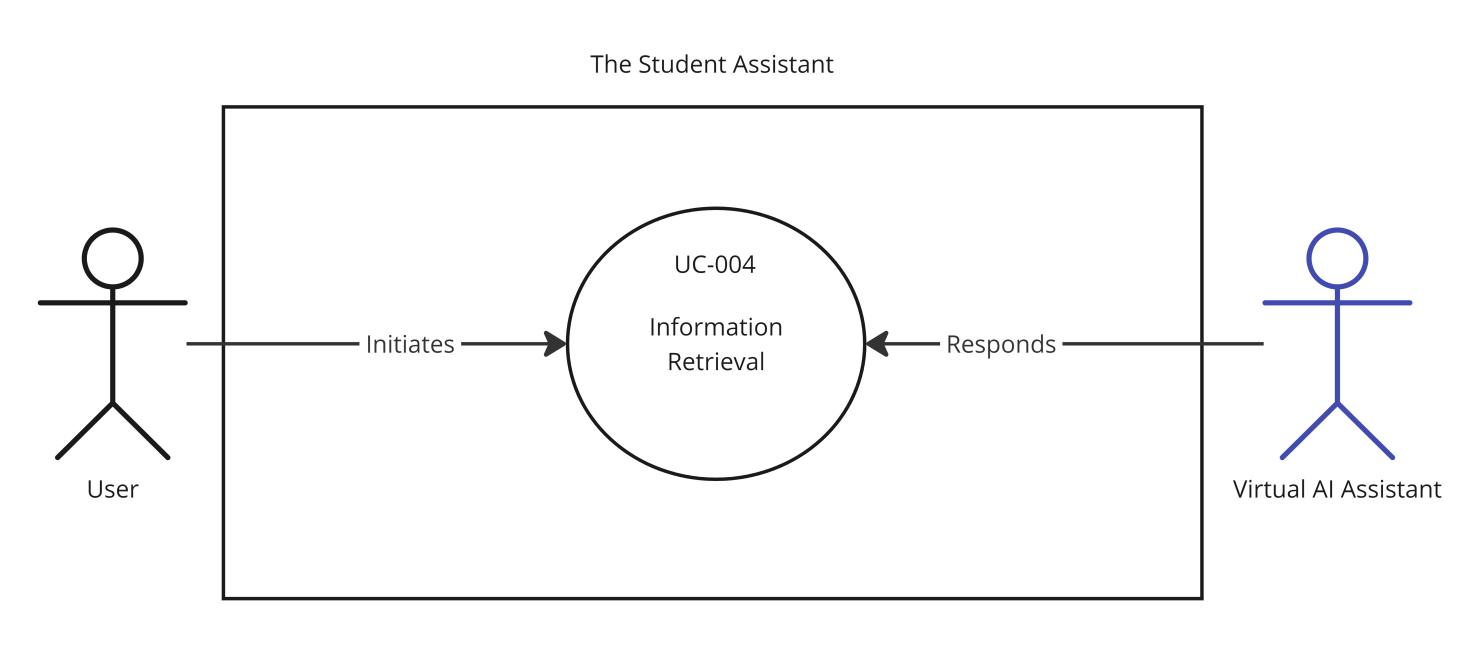 The Student Assistant
UC-004
Information
Retrieval
Initiates
Responds
User
Virtual AI Assistant